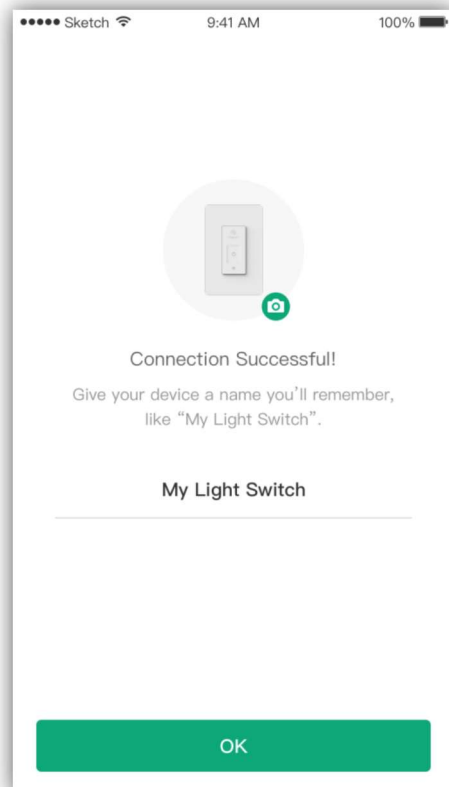 Sketch 9:41 AM 100%
Connection Successful!
Give your device a name you'll remember,
like “My Light Switch”.
My Light Switch
OK